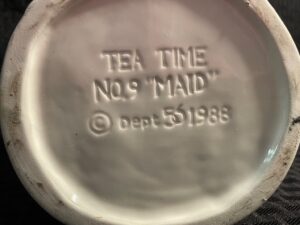 TEA TIME
NO.9 "MAID"
© Dept 56 1988